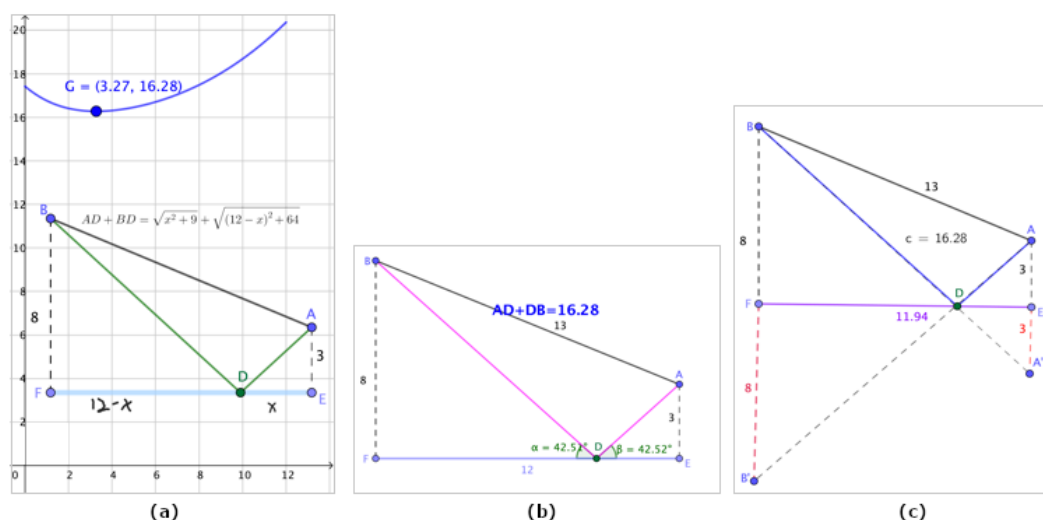 20
18
G = (3.27, 16.28)
16
14
12
B
AD + BD = √(x² + 9) + √((12 − x)² + 64)
10
8
A
8
6
3
D
4
F
E
12-x
x
2
0
2
4
6
8
10
12
(a)
B
AD+DB=16.28
13
A
8
3
α = 42.51°
D
β = 42.52°
F
E
12
(b)
B
13
A
8
c = 16.28
3
D
F
E
11.94
3
A'
8
B'
(c)